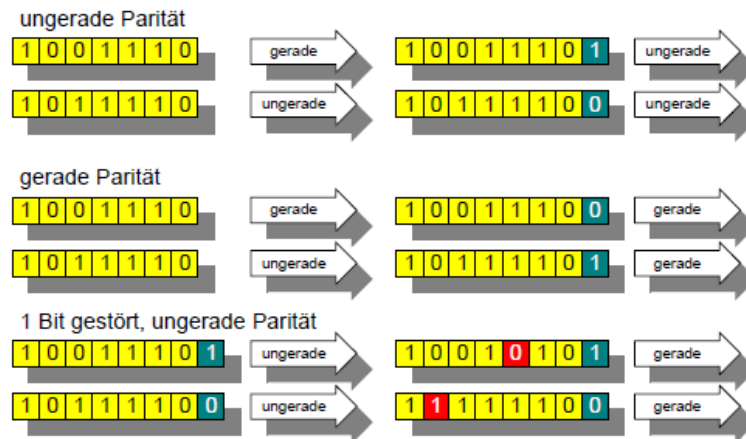 ungerade Parität
1 0 0 1 1 1 0 gerade 1 0 0 1 1 1 0 1 ungerade
1 0 1 1 1 1 0 ungerade 1 0 1 1 1 1 0 0 ungerade
gerade Parität
1 0 0 1 1 1 0 gerade 1 0 0 1 1 1 0 0 gerade
1 0 1 1 1 1 0 ungerade 1 0 1 1 1 1 0 1 gerade
1 Bit gestört, ungerade Parität
1 0 0 1 1 1 0 1 ungerade 1 0 0 1 0 1 0 1 gerade
1 0 1 1 1 1 0 0 ungerade 1 1 1 1 1 1 0 0 gerade